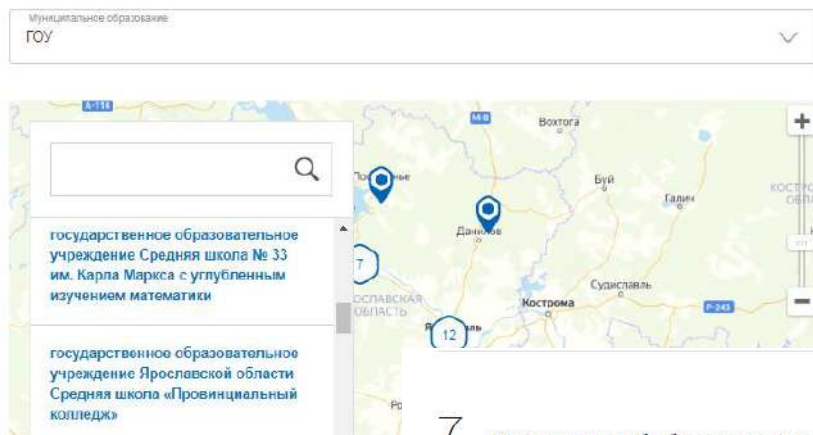 Муниципальное образование
ГОУ
А-114
М-8
Вохтога
Буй
Галич
Данилов
7
Судиславль
Кострома
Р-243
12
ОБЛАСТЬ
государственное образовательное
учреждение Средняя школа № 33
им. Карла Маркса с углубленным
изучением математики
государственное образовательное
учреждение Ярославской области
Средняя школа «Провинциальный
колледж»
7